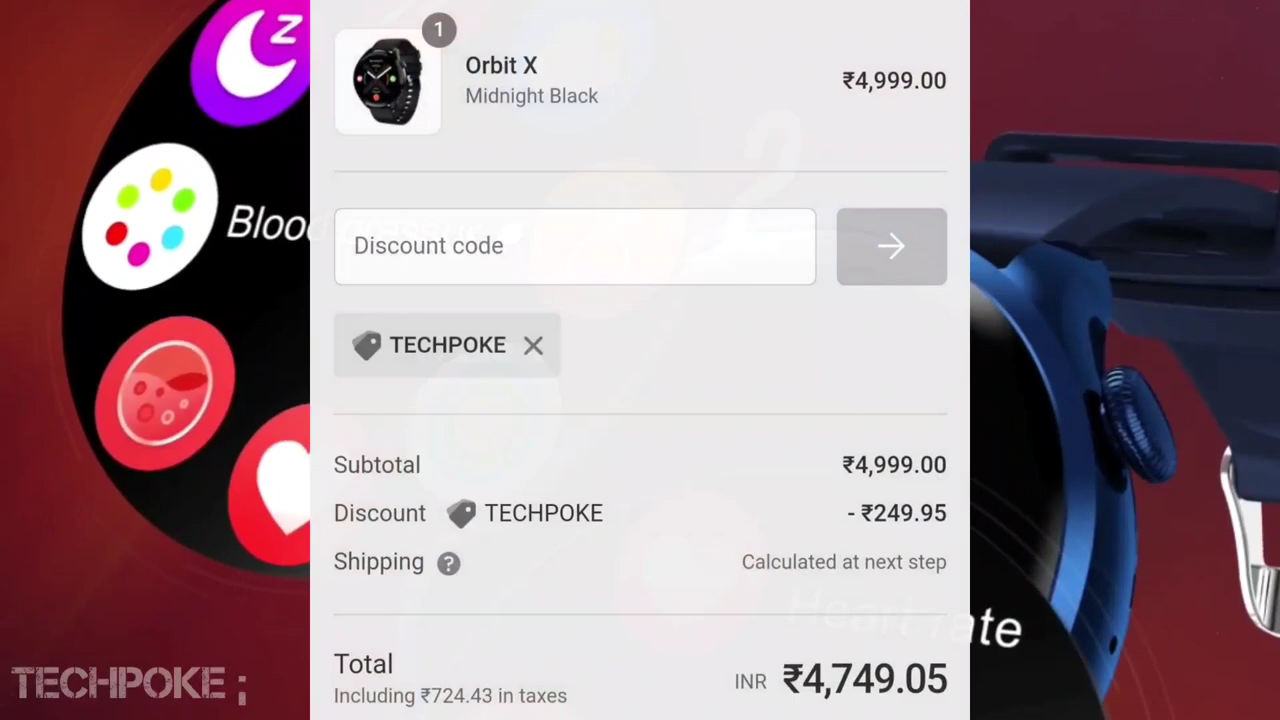 z
1
Orbit X
Midnight Black
₹4,999.00
Blood pressure
Discount code
TECHPOKE
Subtotal
₹4,999.00
Discount TECHPOKE
- ₹249.95
Shipping ?
Calculated at next step
Heart rate
Total
Including ₹724.43 in taxes
INR ₹4,749.05
TECHPOKE ;